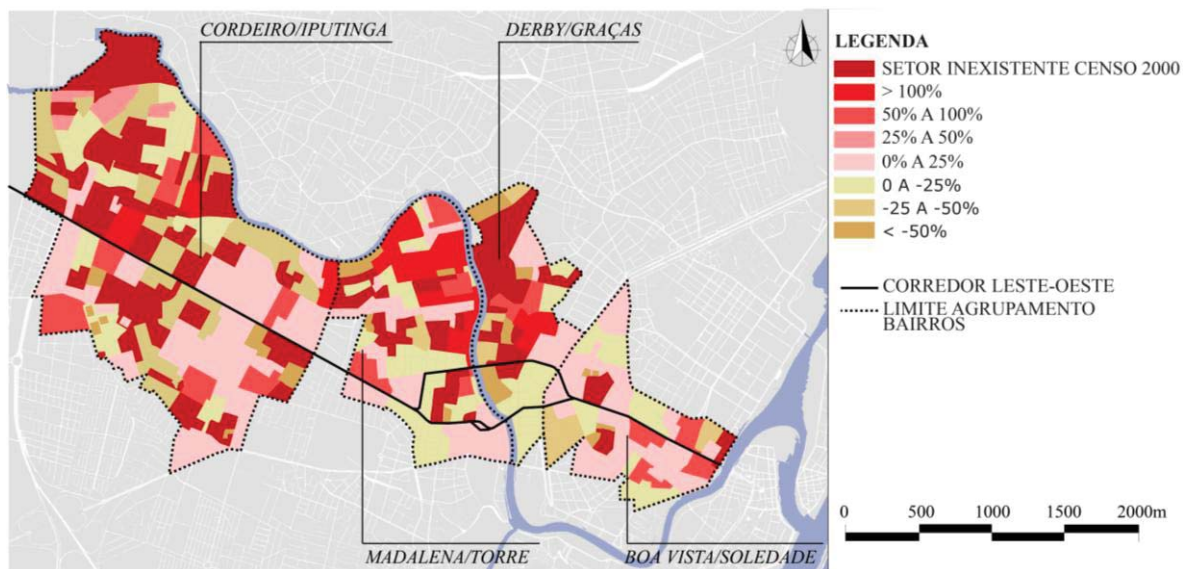 CORDEIRO/IPUTINGA
DERBY/GRAÇAS
MADALENA/TORRE
BOA VISTA/SOLEDADE
LEGENDA
SETOR INEXISTENTE CENSO 2000
> 100%
50% A 100%
25% A 50%
0% A 25%
0 A -25%
-25 A -50%
< -50%
CORREDOR LESTE-OESTE
LIMITE AGRUPAMENTO
BAIRROS
0 500 1000 1500 2000m